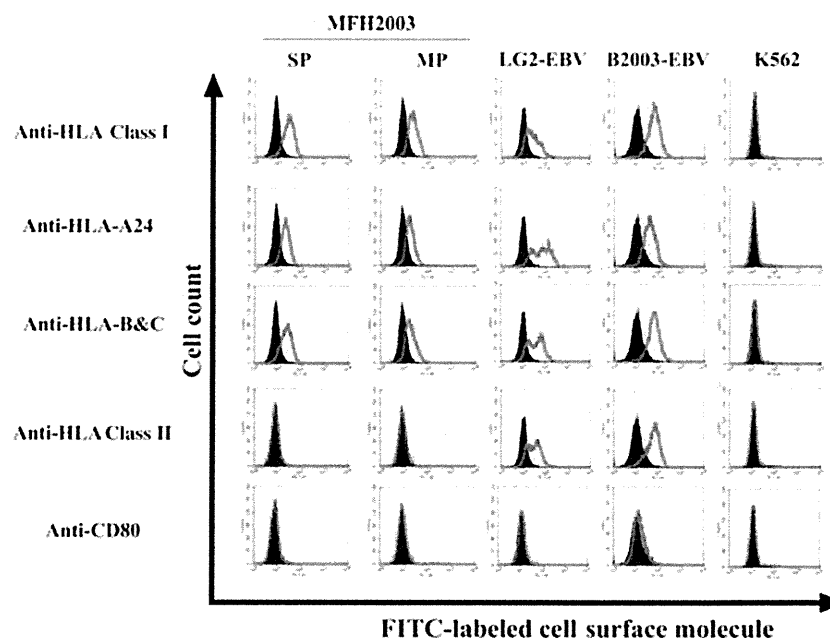 MFH2003
SP MP LG2-EBV B2003-EBV K562
Anti-HLA Class I
Anti-HLA-A24
Anti-HLA-B&C
Anti-HLA Class II
Anti-CD80
Cell count
FITC-labeled cell surface molecule